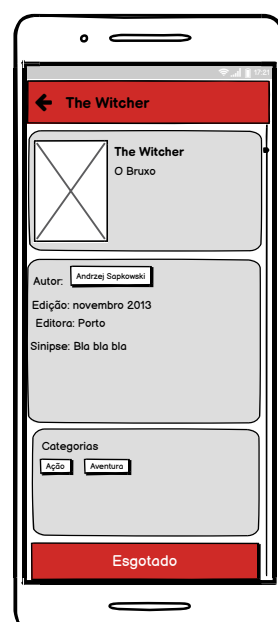 17:21
The Witcher
The Witcher
O Bruxo
Autor: Andrzej Sapkowski
Edição: novembro 2013
Editora: Porto
Sinipse: Bla bla bla
Categorias
Ação Aventura
Esgotado